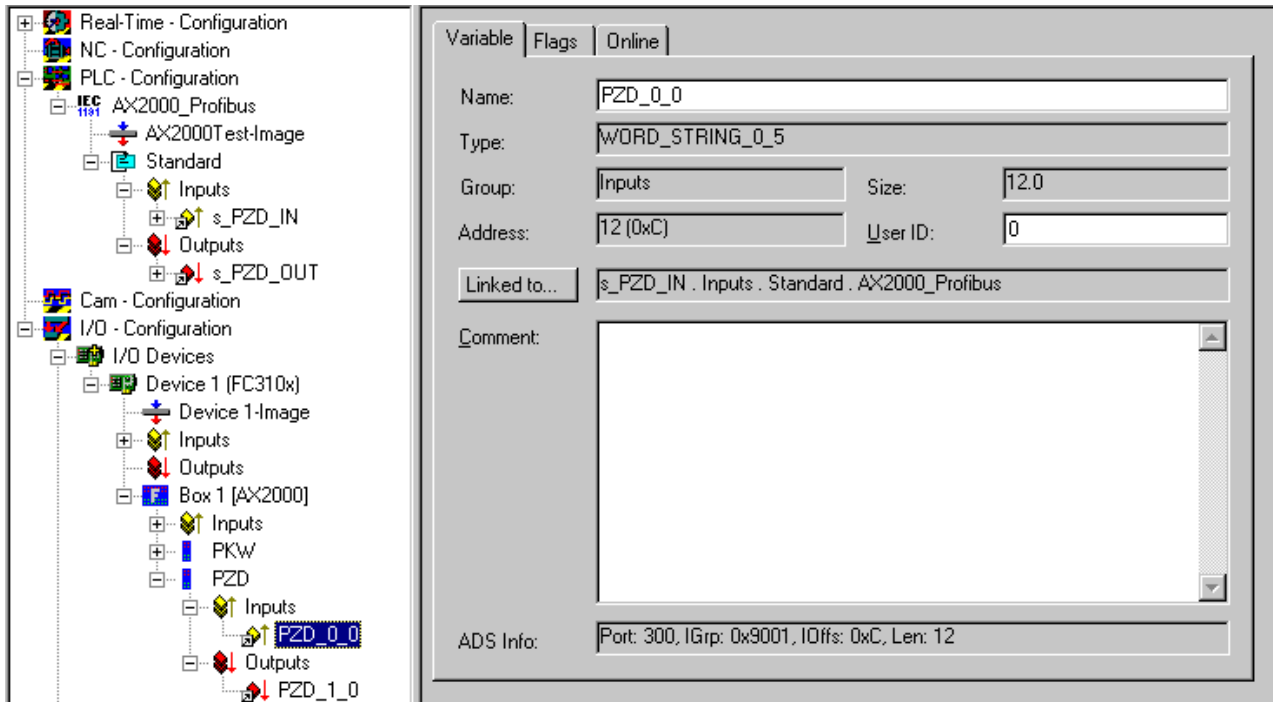 Real-Time - Configuration
NC - Configuration
PLC - Configuration
IEC
1131
AX2000_Profibus
AX2000Test-Image
Standard
Inputs
s_PZD_IN
Outputs
s_PZD_OUT
Cam - Configuration
I/O - Configuration
I/O Devices
Device 1 (FC310x)
Device 1-Image
Inputs
Outputs
Box 1 [AX2000]
Inputs
PKW
PZD
Inputs
PZD_0_0
Outputs
PZD_1_0
Variable Flags Online
Name: PZD_0_0
Type: WORD_STRING_0_5
Group: Inputs Size: 12.0
Address: 12 (0xC) User ID: 0
Linked to... s_PZD_IN . Inputs . Standard . AX2000_Profibus
Comment:
ADS Info: Port: 300, IGrp: 0x9001, IOffs: 0xC, Len: 12